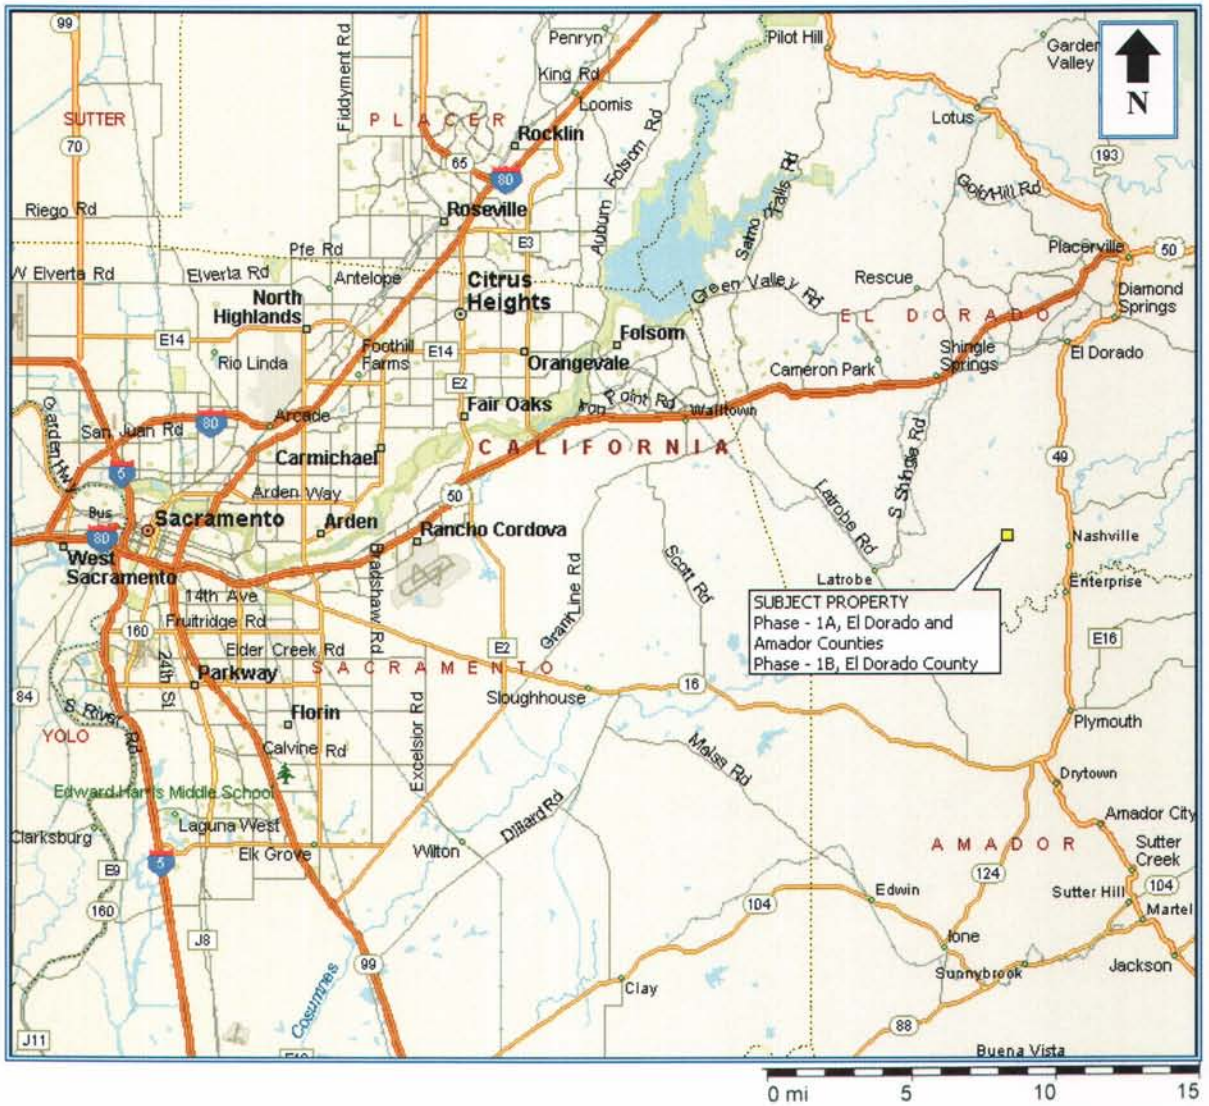 99
Penryn
Pilot Hill
Garden
Valley
N
King Rd
Loomis
Fiddyment Rd
SUTTER
PLACER
Rocklin
Lotus
70
65
80
193
Auburn Folsom Rd
Salmon Falls Rd
Gold Hill Rd
Riego Rd
Roseville
E3
Pfe Rd
Placerville
50
W Elverta Rd
Elverta Rd
Antelope
Citrus
Heights
Green Valley Rd
Rescue
Diamond
Springs
North
Highlands
EL DORADO
E14
Rio Linda
Foothill
Farms
E14
Folsom
Orangevale
Shingle
Springs
El Dorado
Cameron Park
E2
Garden Hwy
80
Arcade
Fair Oaks
Iron Point Rd
Walltown
San Juan Rd
CALIFORNIA
Carmichael
5
49
S Shingle Rd
Latrobe Rd
50
Arden Way
Bus
80
Sacramento
Arden
Rancho Cordova
Nashville
West
Sacramento
Bradshaw Rd
Grant Line Rd
Scott Rd
Latrobe
Enterprise
SUBJECT PROPERTY
Phase - 1A, El Dorado and
Amador Counties
Phase - 1B, El Dorado County
14th Ave
Fruitridge Rd
160
Elder Creek Rd
E2
E16
SACRAMENTO
24th St
Parkway
84
Sloughhouse
16
S River Rd
Florin
Excelsior Rd
Plymouth
YOLO
Calvine Rd
Meiss Rd
Drytown
Edward Harris Middle School
Clarksburg
Laguna West
Dillard Rd
Amador City
Elk Grove
Wilton
AMADOR
Sutter
Creek
E9
5
124
104
Edwin
Sutter Hill
104
160
Martel
J8
Ione
99
Sunnybrook
Jackson
Cosumnes
Clay
J11
88
Buena Vista
0 mi
5
10
15